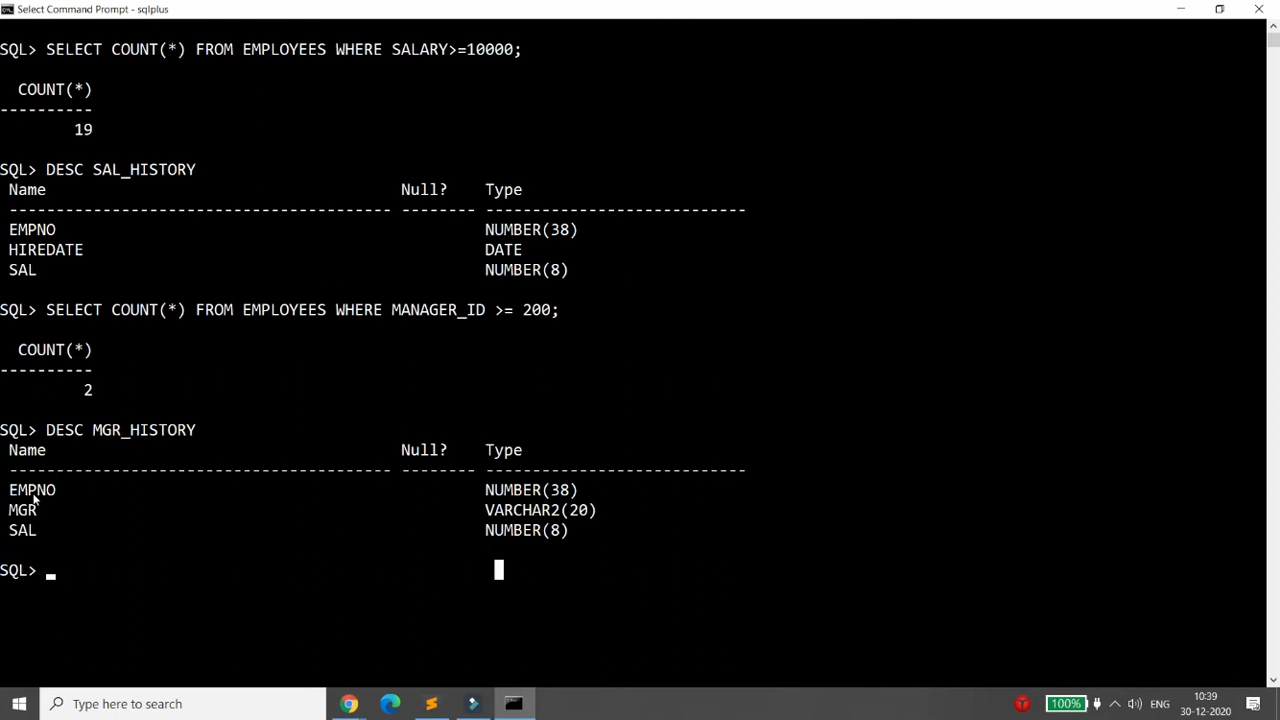 Select Command Prompt - sqlplus
SQL> SELECT COUNT(*) FROM EMPLOYEES WHERE SALARY>=10000;
COUNT(*)
----------
19
SQL> DESC SAL_HISTORY
Name Null? Type
----------------------------------------- -------- ----------------------------
EMPNO NUMBER(38)
HIREDATE DATE
SAL NUMBER(8)
SQL> SELECT COUNT(*) FROM EMPLOYEES WHERE MANAGER_ID >= 200;
COUNT(*)
----------
2
SQL> DESC MGR_HISTORY
Name Null? Type
----------------------------------------- -------- ----------------------------
EMPNO NUMBER(38)
MGR VARCHAR2(20)
SAL NUMBER(8)
SQL>
Type here to search
100%
ENG
10:39
30-12-2020